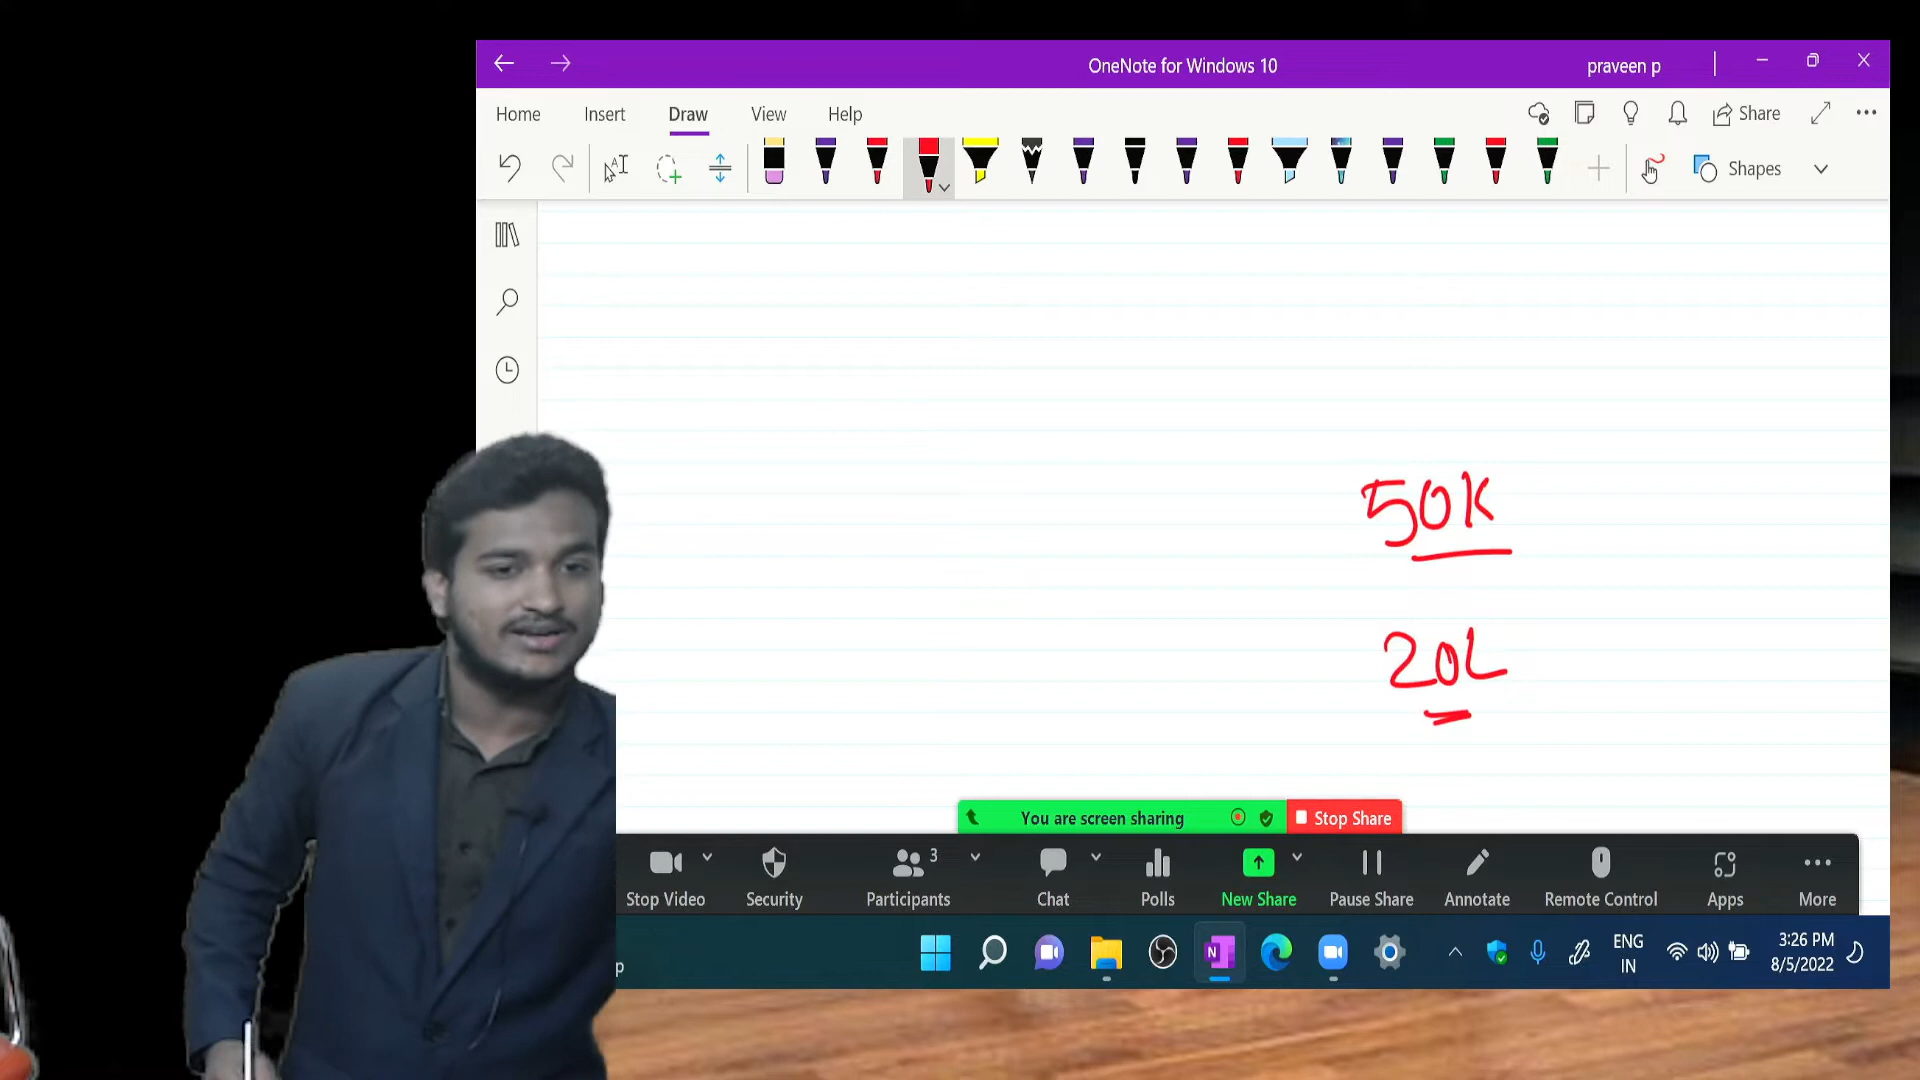 OneNote for Windows 10
praveen p
Home Insert Draw View Help
Share
Shapes
50K
20L
You are screen sharing
Stop Share
Stop Video
Security
Participants 3
Chat
Polls
New Share
Pause Share
Annotate
Remote Control
Apps
More
p
N
ENG
IN
3:26 PM
8/5/2022